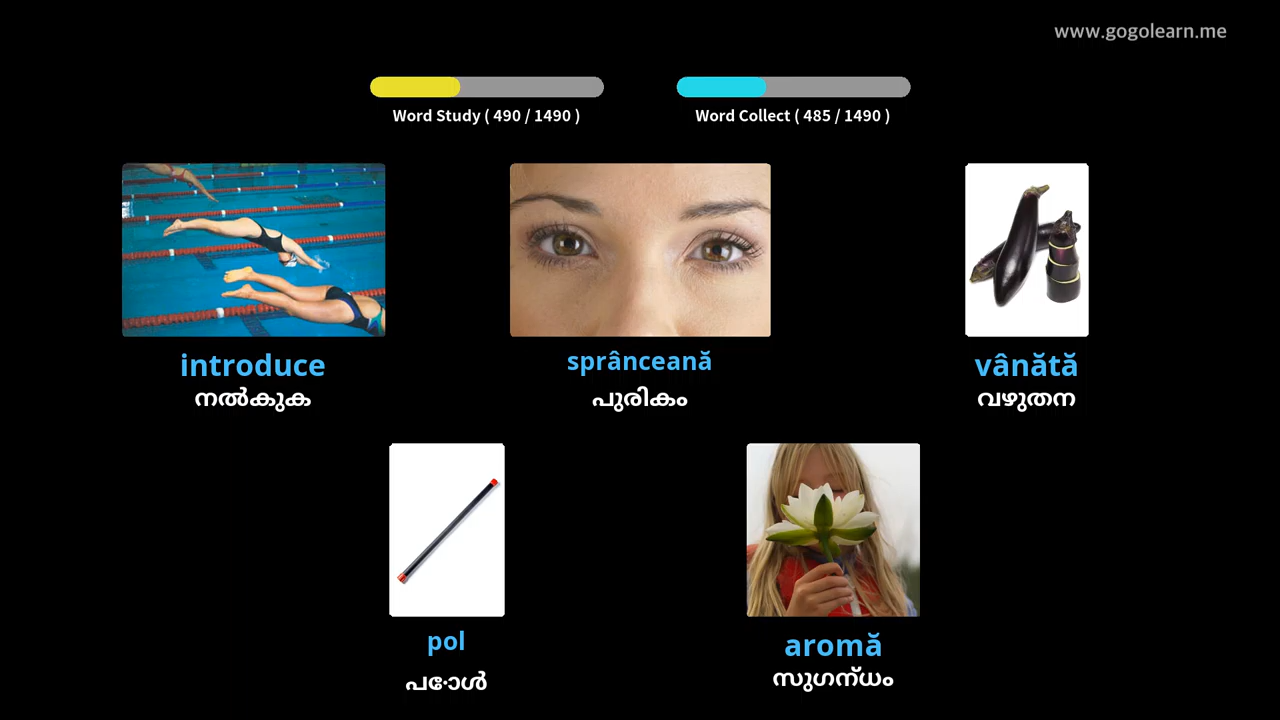 www.gogolearn.me
Word Study ( 490 / 1490 )
Word Collect ( 485 / 1490 )
introduce
നൽകുക
sprânceană
പുരികം
vânătă
വഴുതന
pol
പോൾ
aromă
സുഗന്ധം